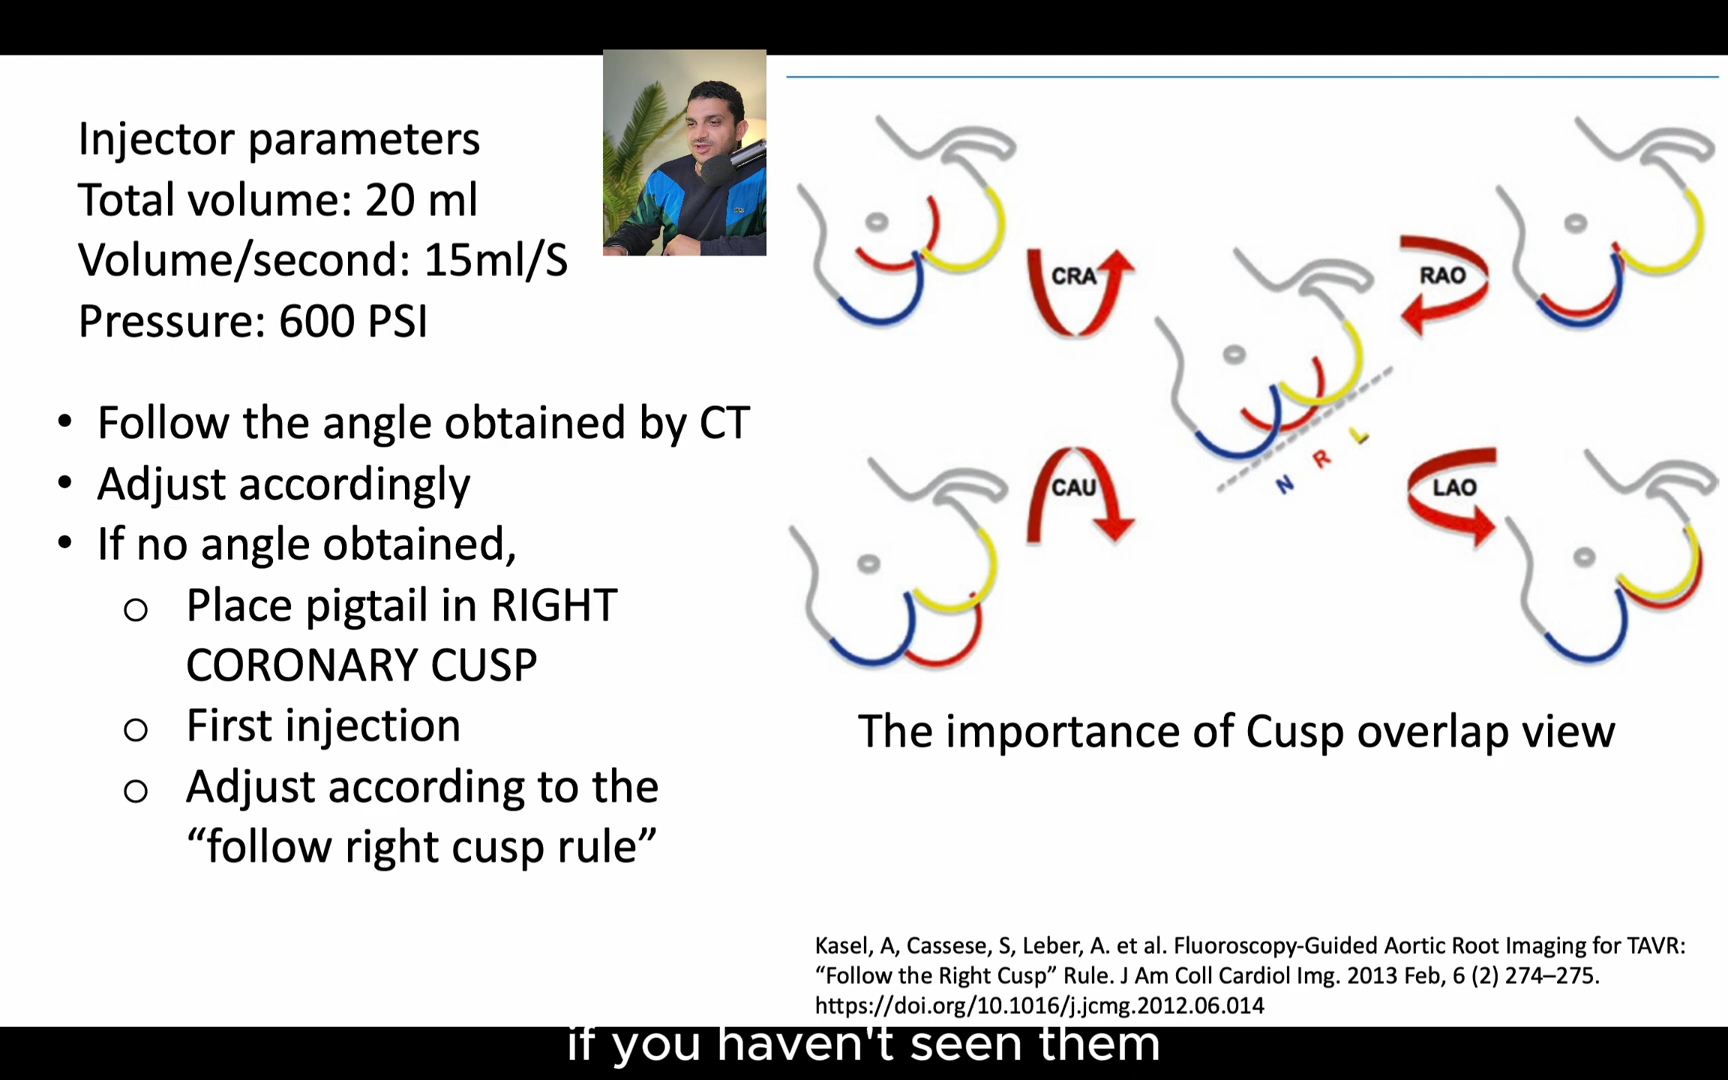 Injector parameters
Total volume: 20 ml
Volume/second: 15ml/S
Pressure: 600 PSI
• Follow the angle obtained by CT
• Adjust accordingly
• If no angle obtained,
o Place pigtail in RIGHT
CORONARY CUSP
o First injection
o Adjust according to the
“follow right cusp rule”
CRA
RAO
CAU
LAO
N R L
The importance of Cusp overlap view
Kasel, A, Cassese, S, Leber, A. et al. Fluoroscopy-Guided Aortic Root Imaging for TAVR:
“Follow the Right Cusp” Rule. J Am Coll Cardiol Img. 2013 Feb, 6 (2) 274–275.
https://doi.org/10.1016/j.jcmg.2012.06.014
if you haven't seen them